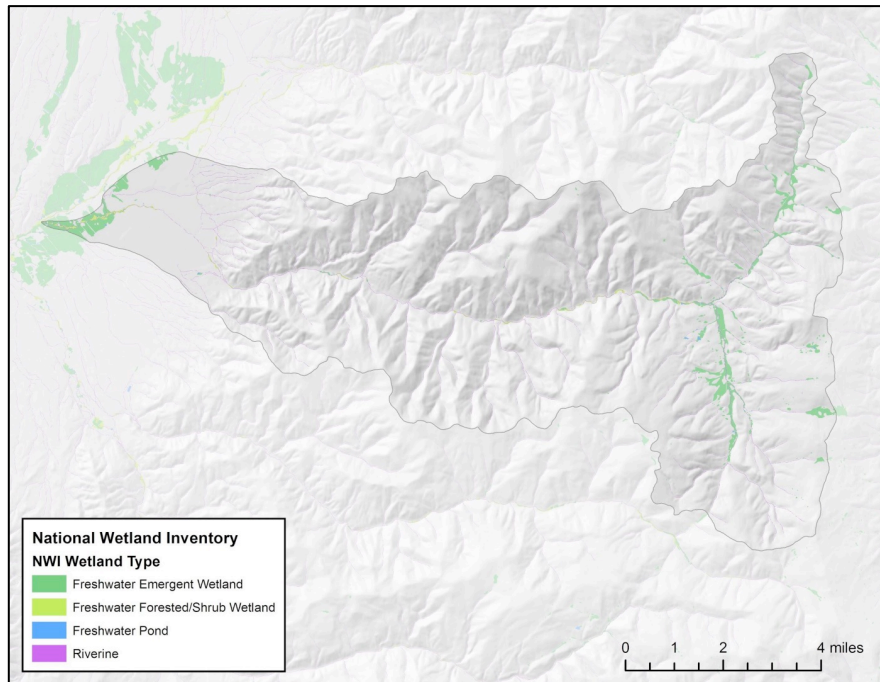 National Wetland Inventory
NWI Wetland Type
Freshwater Emergent Wetland
Freshwater Forested/Shrub Wetland
Freshwater Pond
Riverine
0 1 2 4 miles